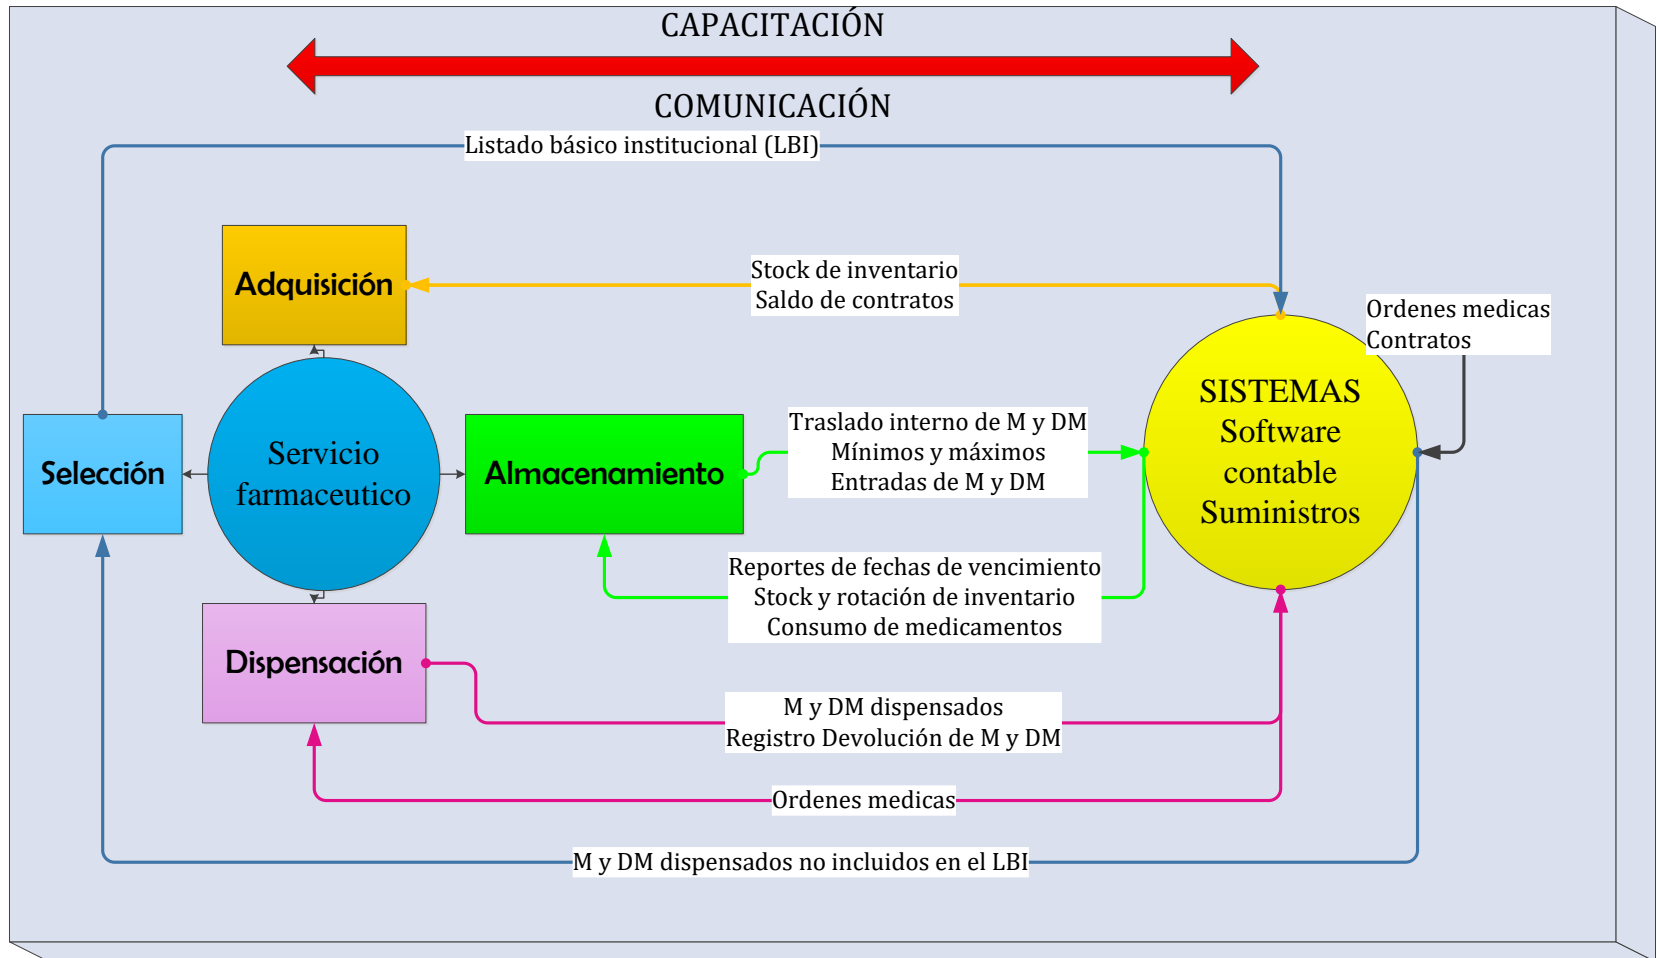 CAPACITACIÓN
COMUNICACIÓN
Listado básico institucional (LBI)
Adquisición
Stock de inventario
Saldo de contratos
Ordenes medicas
Contratos
Selección
Servicio
farmaceutico
Almacenamiento
Traslado interno de M y DM
Mínimos y máximos
Entradas de M y DM
SISTEMAS
Software
contable
Suministros
Reportes de fechas de vencimiento
Stock y rotación de inventario
Consumo de medicamentos
Dispensación
M y DM dispensados
Registro Devolución de M y DM
Ordenes medicas
M y DM dispensados no incluidos en el LBI